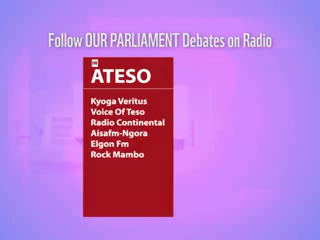 Follow OUR PARLIAMENT Debates on Radio
IN
ATESO
Kyoga Veritus
Voice Of Teso
Radio Continental
Aisafm-Ngora
Elgon Fm
Rock Mambo